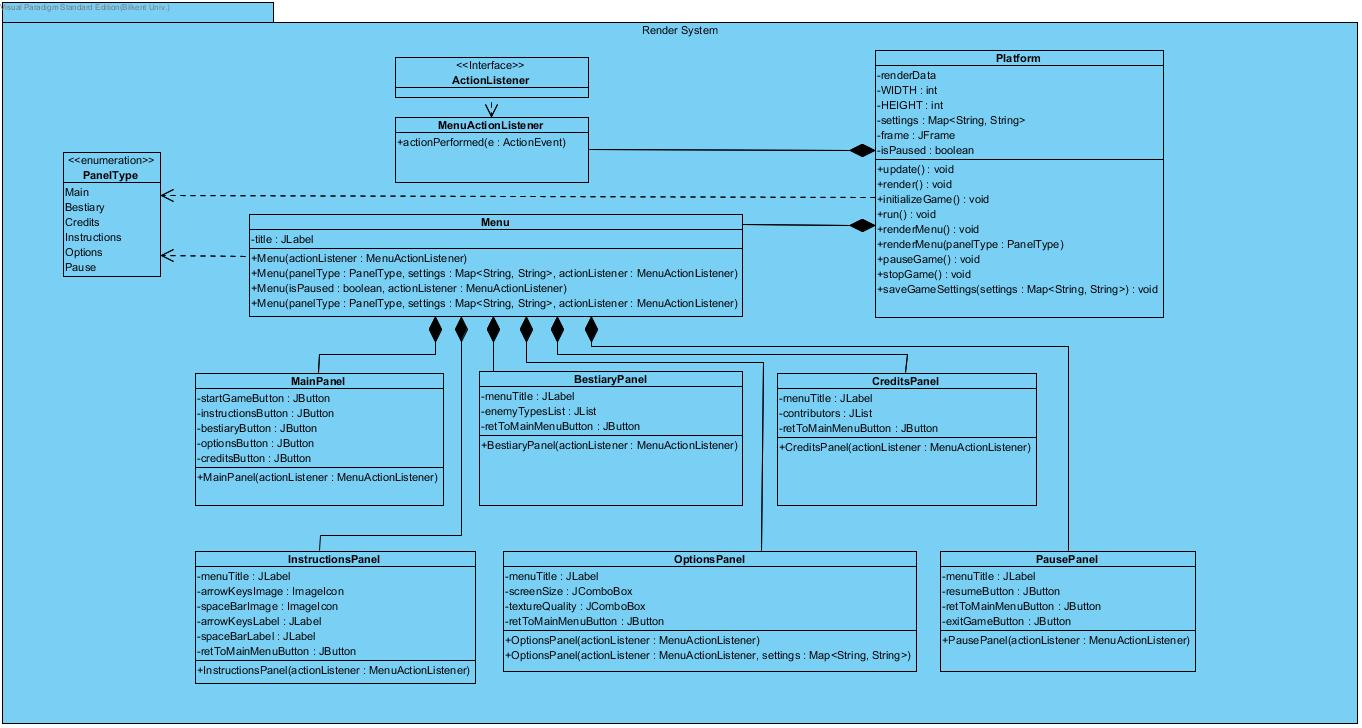 Visual Paradigm Standard Edition(Bilkent Univ.)
Render System
<<Interface>>
ActionListener
MenuActionListener
+actionPerformed(e : ActionEvent)
Platform
-renderData
-WIDTH : int
-HEIGHT : int
-settings : Map<String, String>
-frame : JFrame
-isPaused : boolean
+update() : void
+render() : void
+initializeGame() : void
+run() : void
+renderMenu() : void
+renderMenu(panelType : PanelType)
+pauseGame() : void
+stopGame() : void
+saveGameSettings(settings : Map<String, String>) : void
<<enumeration>>
PanelType
Main
Bestiary
Credits
Instructions
Options
Pause
Menu
-title : JLabel
+Menu(actionListener : MenuActionListener)
+Menu(panelType : PanelType, settings : Map<String, String>, actionListener : MenuActionListener)
+Menu(isPaused : boolean, actionListener : MenuActionListener)
+Menu(panelType : PanelType, settings : Map<String, String>, actionListener : MenuActionListener)
MainPanel
-startGameButton : JButton
-instructionsButton : JButton
-bestiaryButton : JButton
-optionsButton : JButton
-creditsButton : JButton
+MainPanel(actionListener : MenuActionListener)
BestiaryPanel
-menuTitle : JLabel
-enemyTypesList : JList
-retToMainMenuButton : JButton
+BestiaryPanel(actionListener : MenuActionListener)
CreditsPanel
-menuTitle : JLabel
-contributors : JList
-retToMainMenuButton : JButton
+CreditsPanel(actionListener : MenuActionListener)
InstructionsPanel
-menuTitle : JLabel
-arrowKeysImage : ImageIcon
-spaceBarImage : ImageIcon
-arrowKeysLabel : JLabel
-spaceBarLabel : JLabel
-retToMainMenuButton : JButton
+InstructionsPanel(actionListener : MenuActionListener)
OptionsPanel
-menuTitle : JLabel
-screenSize : JComboBox
-textureQuality : JComboBox
-retToMainMenuButton : JButton
+OptionsPanel(actionListener : MenuActionListener)
+OptionsPanel(actionListener : MenuActionListener, settings : Map<String, String>)
PausePanel
-menuTitle : JLabel
-resumeButton : JButton
-retToMainMenuButton : JButton
-exitGameButton : JButton
+PausePanel(actionListener : MenuActionListener)